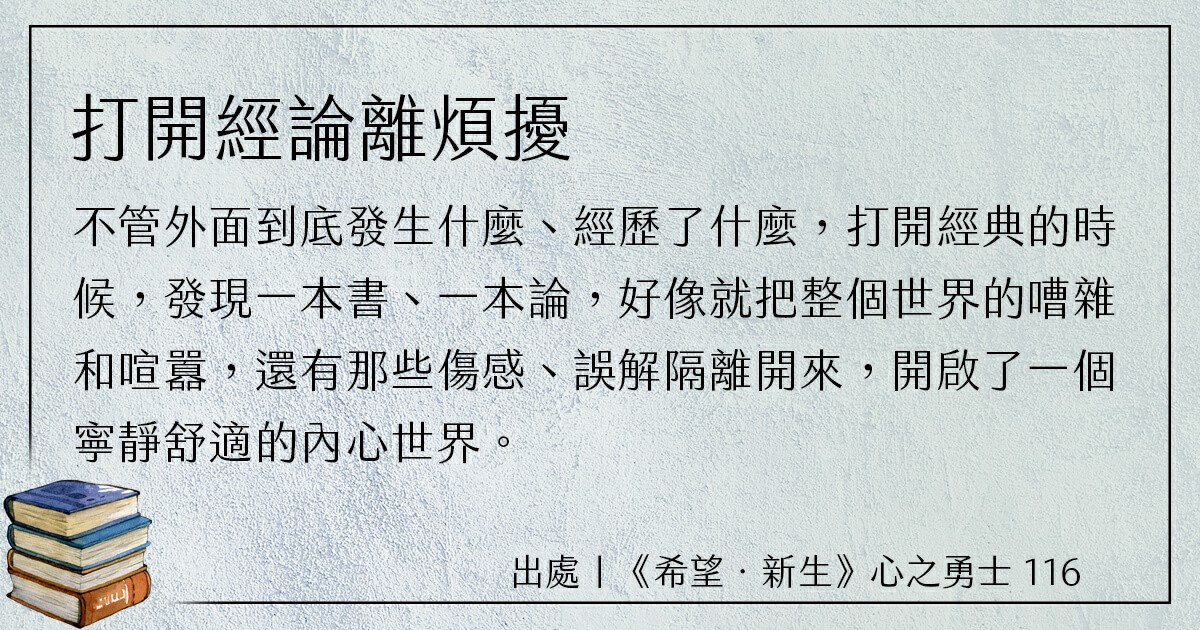 打開經論離煩擾
不管外面到底發生什麼、經歷了什麼，打開經典的時
候，發現一本書、一本論，好像就把整個世界的嘈雜
和喧囂，還有那些傷感、誤解隔離開來，開啟了一個
寧靜舒適的內心世界。
出處｜《希望．新生》心之勇士 116